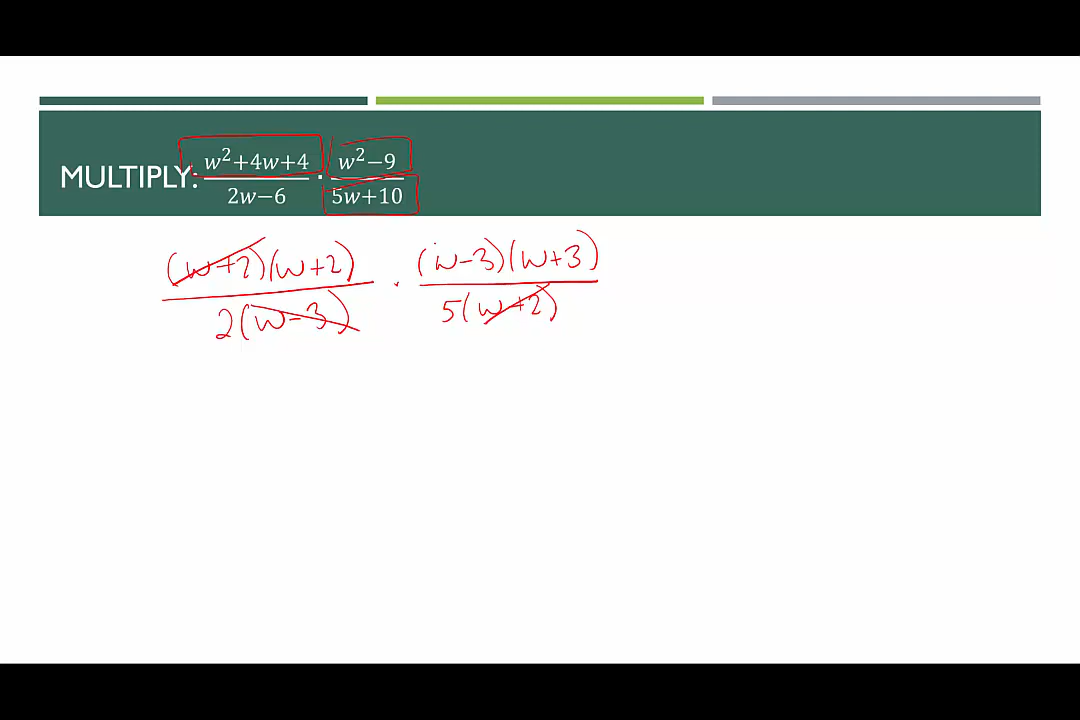 MULTIPLY: (w²+4w+4)/(2w−6) · (w²−9)/(5w+10)
(w+2)(w+2)/2(w−3) · (w−3)(w+3)/5(w+2)